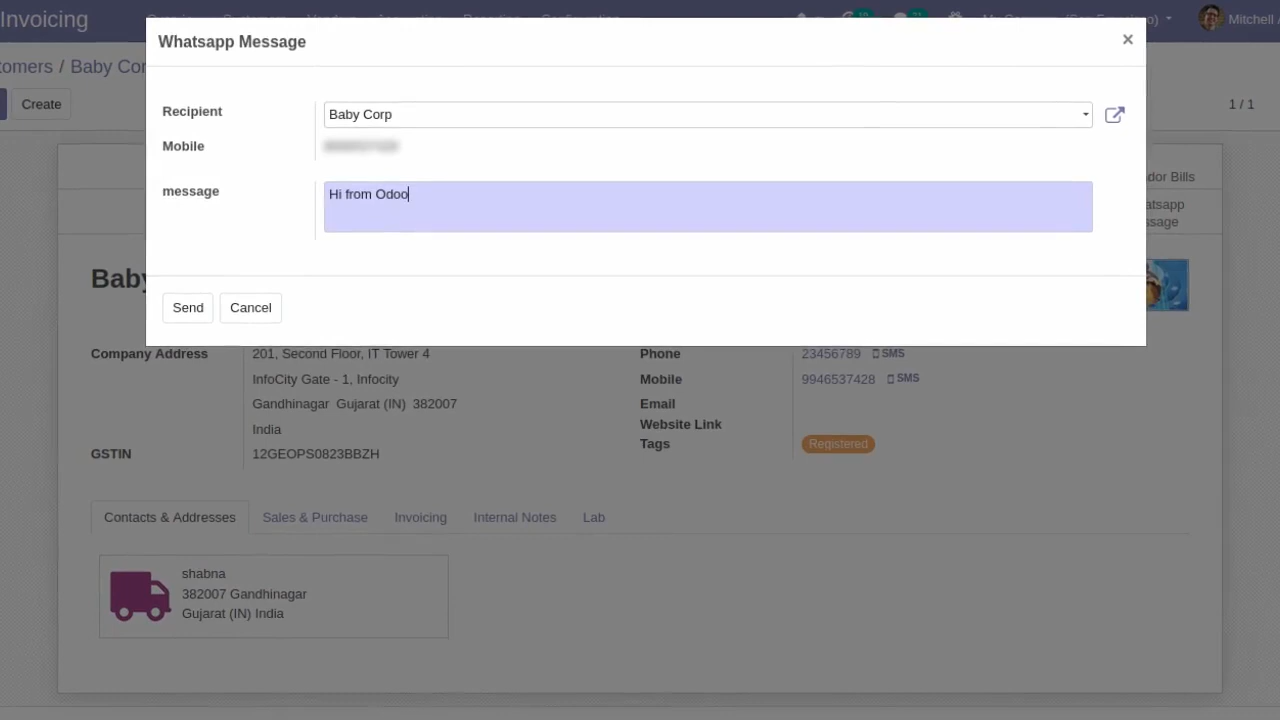 Invoicing
Mitchell
Whatsapp Message
×
tomers / Baby Cor
Create
1 / 1
Recipient
Baby Corp
Mobile
message
Hi from Odoo
dor Bills
atsapp
ssage
Send
Cancel
Baby
Company Address
201, Second Floor, IT Tower 4
InfoCity Gate - 1, Infocity
Gandhinagar Gujarat (IN) 382007
India
GSTIN
12GEOPS0823BBZH
Phone
23456789 SMS
Mobile
9946537428 SMS
Email
Website Link
Tags
Registered
Contacts & Addresses
Sales & Purchase
Invoicing
Internal Notes
Lab
shabna
382007 Gandhinagar
Gujarat (IN) India